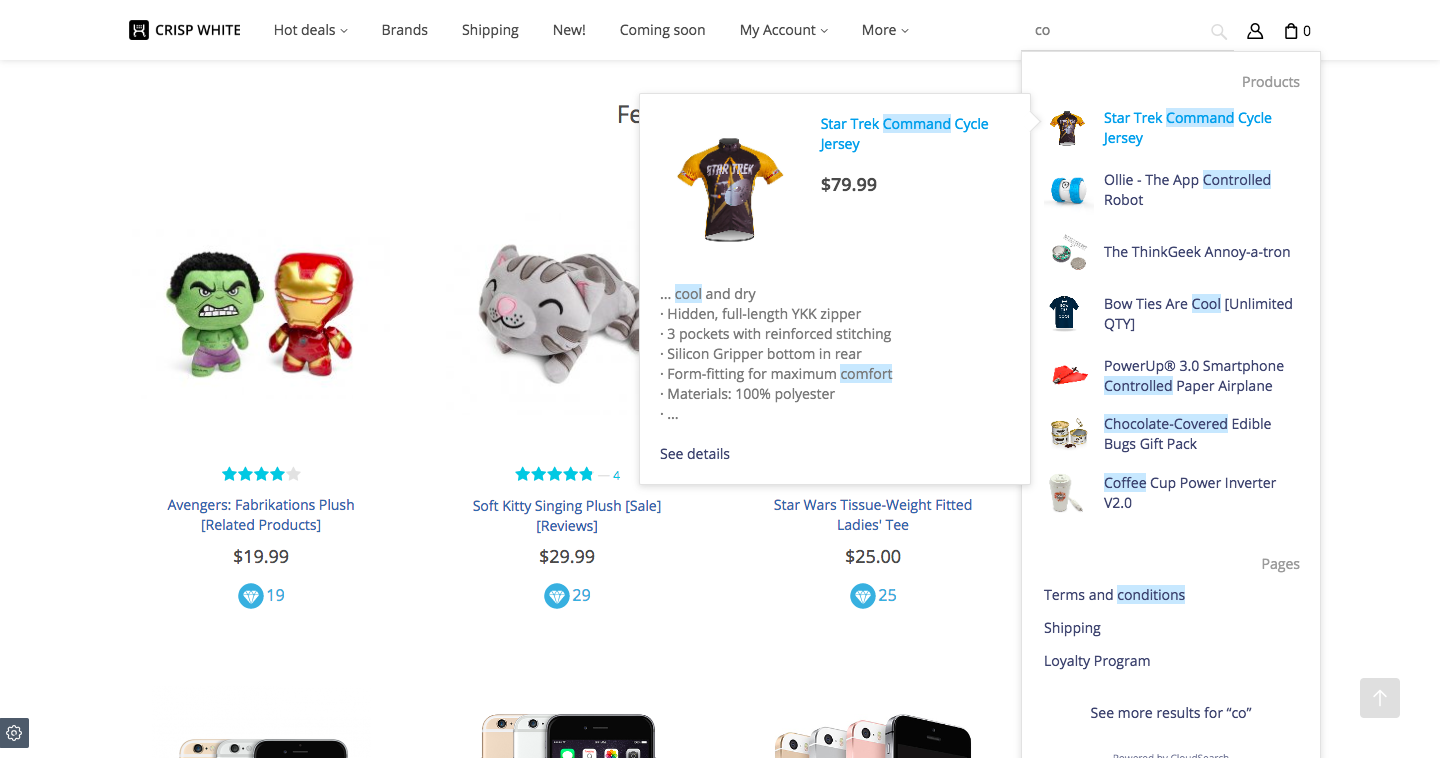 CRISP WHITE
Hot deals
Brands
Shipping
New!
Coming soon
My Account
More
co
0
Fe
Star Trek Command Cycle
Jersey
$79.99
STAR TREK
... cool and dry
· Hidden, full-length YKK zipper
· 3 pockets with reinforced stitching
· Silicon Gripper bottom in rear
· Form-fitting for maximum comfort
· Materials: 100% polyester
· ...
See details
Products
Star Trek Command Cycle
Jersey
Ollie - The App Controlled
Robot
The ThinkGeek Annoy-a-tron
Bow Ties Are Cool [Unlimited
QTY]
PowerUp® 3.0 Smartphone
Controlled Paper Airplane
Chocolate-Covered Edible
Bugs Gift Pack
Coffee Cup Power Inverter
V2.0
Pages
Terms and conditions
Shipping
Loyalty Program
See more results for “co”
Powered by CloudSearch
— 4
Avengers: Fabrikations Plush
[Related Products]
$19.99
19
Soft Kitty Singing Plush [Sale]
[Reviews]
$29.99
29
Star Wars Tissue-Weight Fitted
Ladies' Tee
$25.00
25